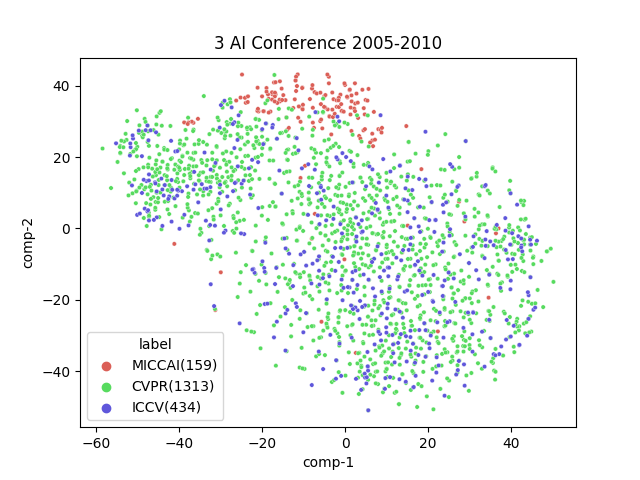 3 AI Conference 2005-2010
40
20
0
−20
−40
comp-2
label
MICCAI(159)
CVPR(1313)
ICCV(434)
−60 −40 −20 0 20 40
comp-1